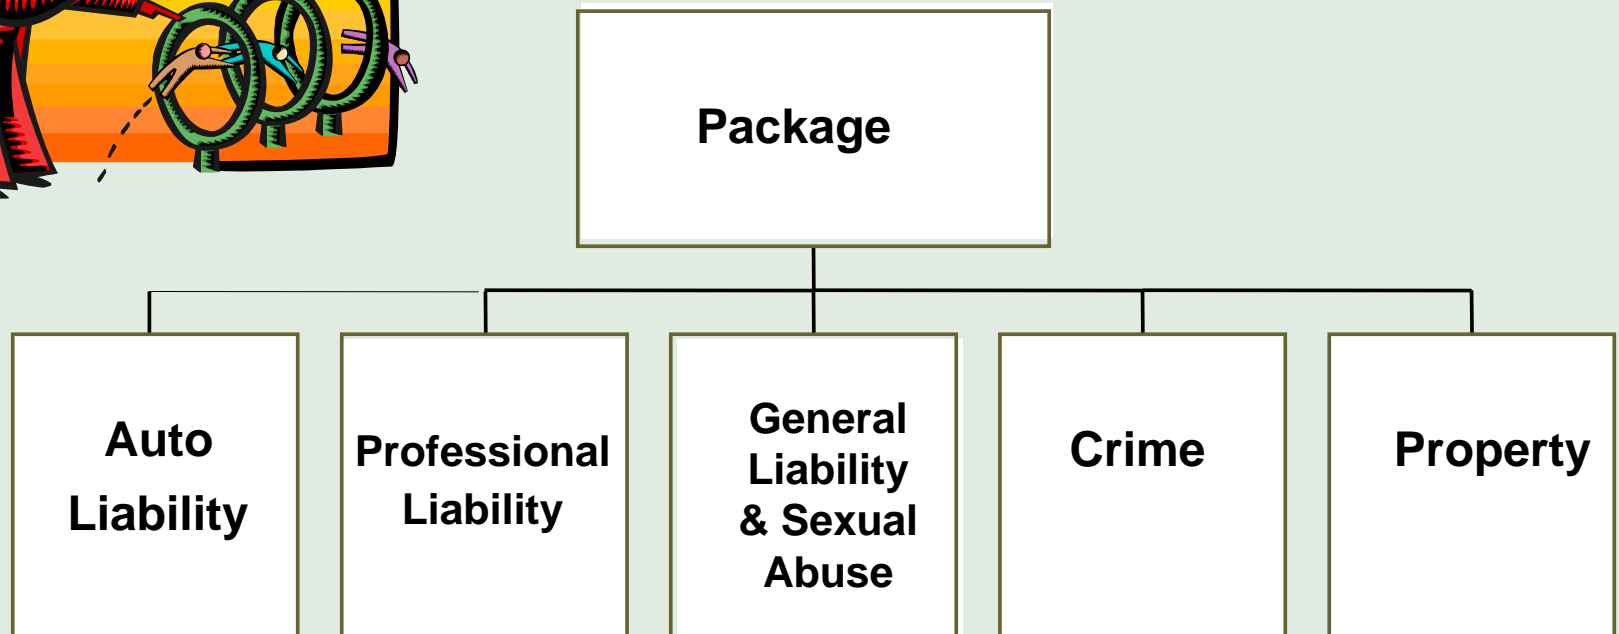 Package
Auto
Liability
Professional
Liability
General
Liability
& Sexual
Abuse
Crime
Property